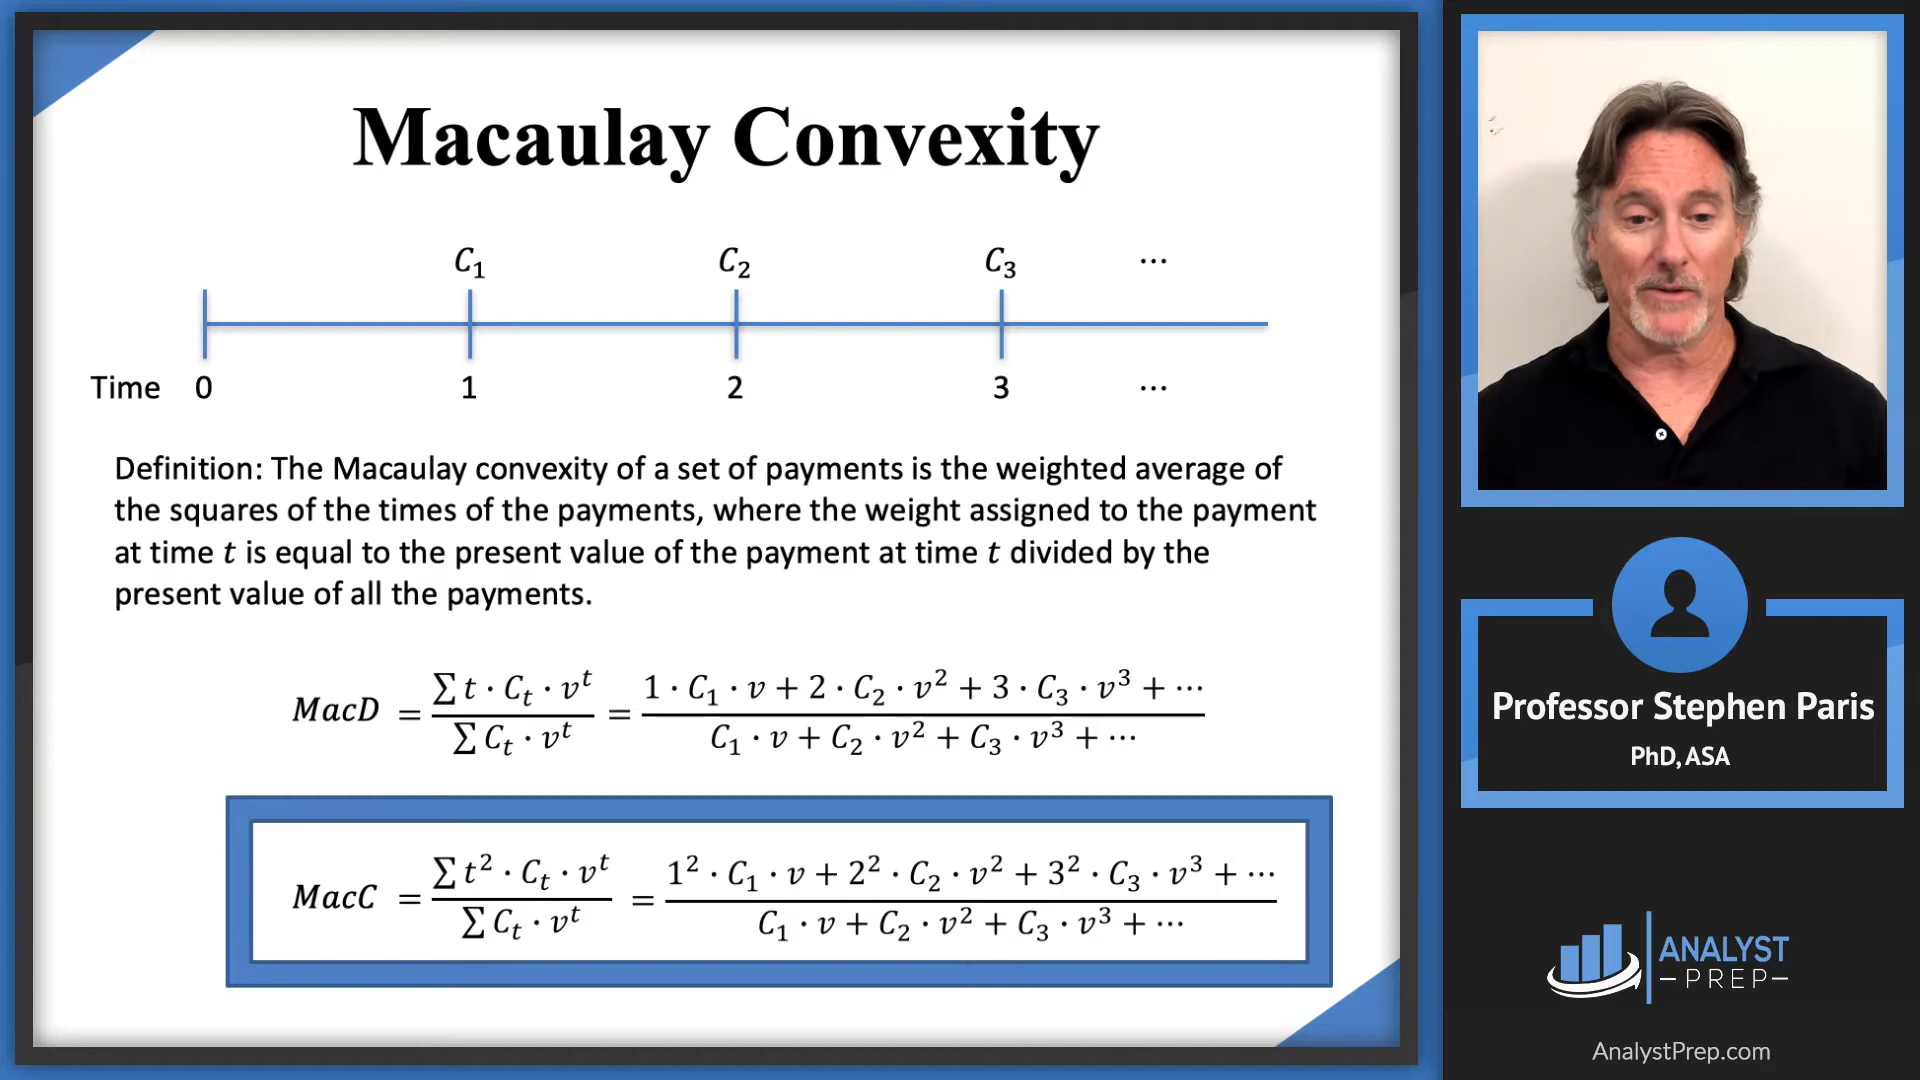 Macaulay Convexity
C₁ C₂ C₃ ⋯
Time 0 1 2 3 ⋯
Definition: The Macaulay convexity of a set of payments is the weighted average of
the squares of the times of the payments, where the weight assigned to the payment
at time t is equal to the present value of the payment at time t divided by the
present value of all the payments.
MacD = (∑ t · Cₜ · vᵗ) / (∑ Cₜ · vᵗ) = (1 · C₁ · v + 2 · C₂ · v² + 3 · C₃ · v³ + ⋯) / (C₁ · v + C₂ · v² + C₃ · v³ + ⋯)
MacC = (∑ t² · Cₜ · vᵗ) / (∑ Cₜ · vᵗ) = (1² · C₁ · v + 2² · C₂ · v² + 3² · C₃ · v³ + ⋯) / (C₁ · v + C₂ · v² + C₃ · v³ + ⋯)
Professor Stephen Paris
PhD, ASA
ANALYST
–PREP–
AnalystPrep.com